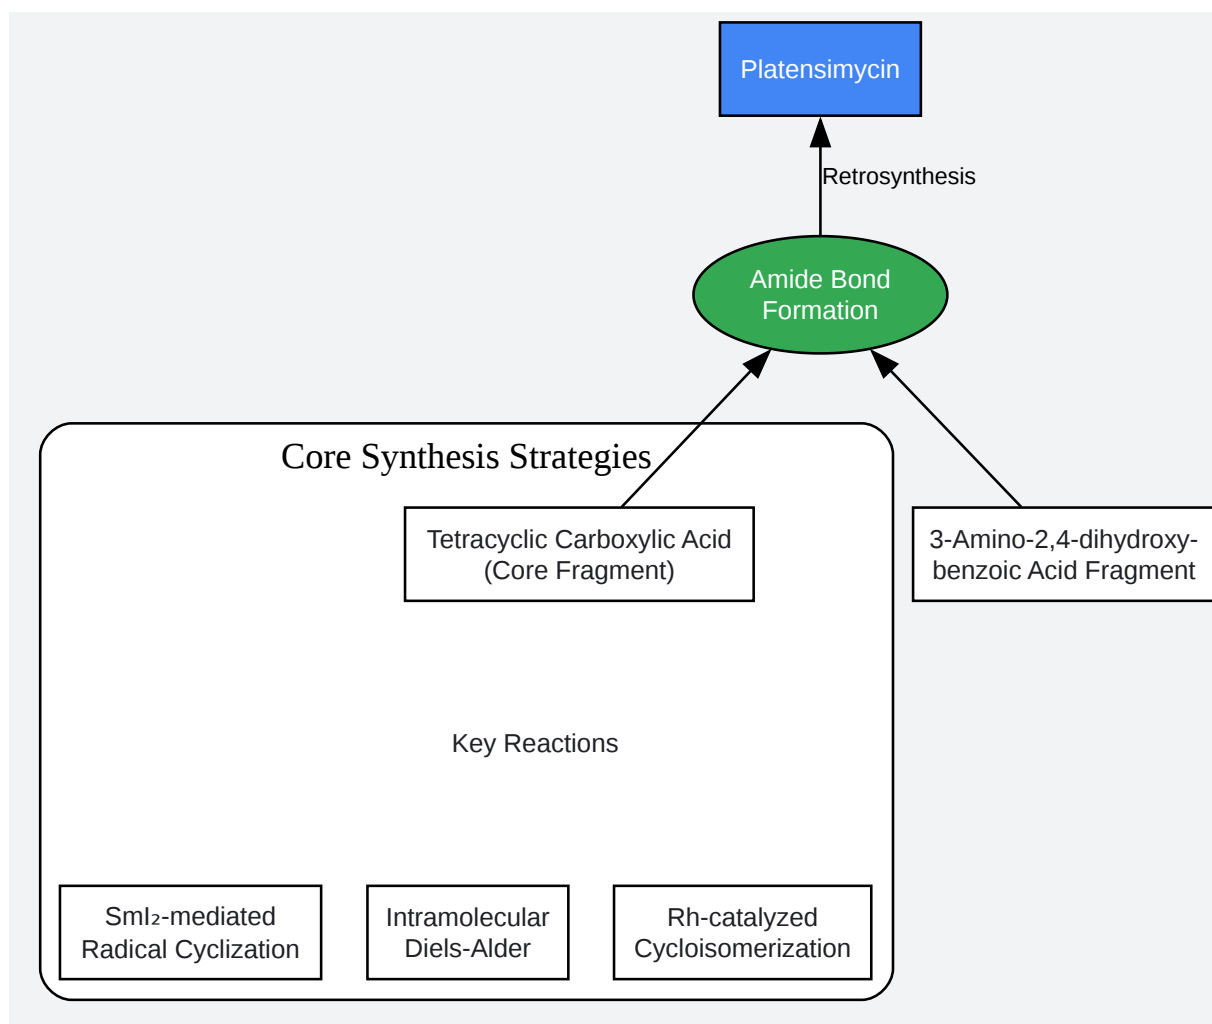 Platensimycin
Retrosynthesis
Amide Bond
Formation
Core Synthesis Strategies
Tetracyclic Carboxylic Acid
(Core Fragment)
3-Amino-2,4-dihydroxy-
benzoic Acid Fragment
Key Reactions
SmI₂-mediated
Radical Cyclization
Intramolecular
Diels-Alder
Rh-catalyzed
Cycloisomerization